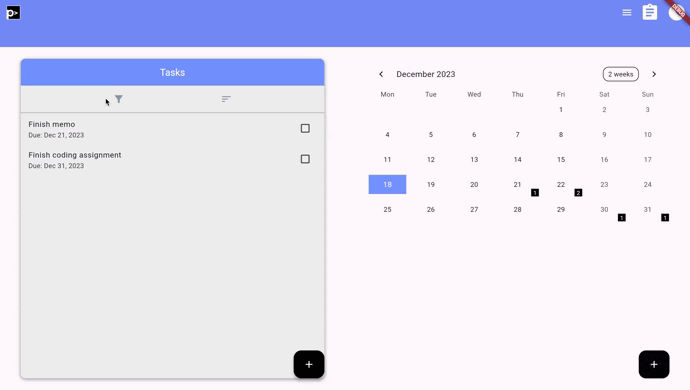 p>
DEBUG
Tasks
Finish memo
Due: Dec 21, 2023
Finish coding assignment
Due: Dec 31, 2023
+
December 2023
2 weeks
Mon Tue Wed Thu Fri Sat Sun
1 2 3
4 5 6 7 8 9 10
11 12 13 14 15 16 17
18 19 20 21 1 22 2 23 24
25 26 27 28 29 30 1 31 1
+